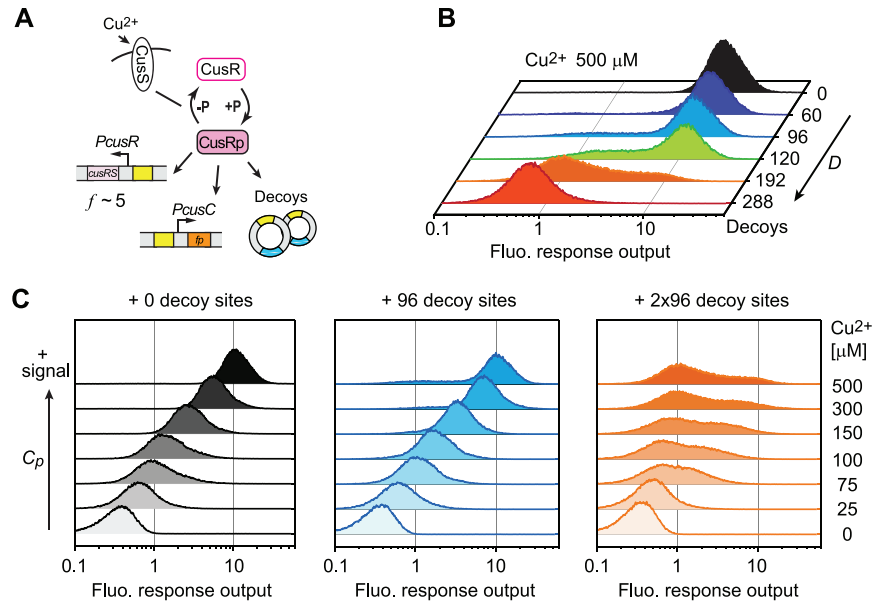 A
Cu2+
CusS
CusR
-P
+P
CusRp
PcusR
cusRS
f ~ 5
PcusC
fp
Decoys
B
Cu2+ 500 μM
0
60
96
120
192
288
D
Decoys
0.1
1
10
Fluo. response output
C
+ 0 decoy sites
+ 96 decoy sites
+ 2x96 decoy sites
+
signal
Cp
Cu2+
[μM]
500
300
150
100
75
25
0
0.1 1 10
0.1 1 10
0.1 1 10
Fluo. response output
Fluo. response output
Fluo. response output